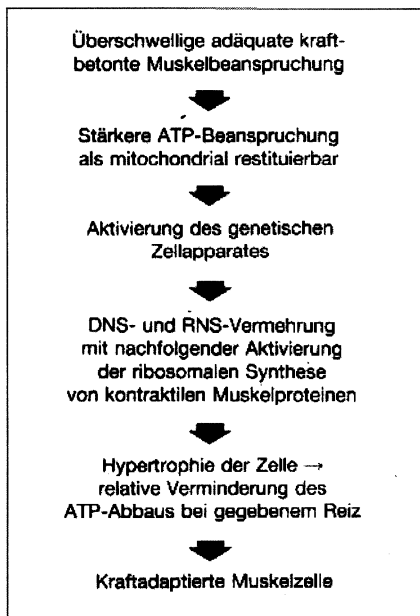 Überschwellige adäquate kraft-
betonte Muskelbeanspruchung
Stärkere ATP-Beanspruchung
als mitochondrial restituierbar
Aktivierung des genetischen
Zellapparates
DNS- und RNS-Vermehrung
mit nachfolgender Aktivierung
der ribosomalen Synthese
von kontraktilen Muskelproteinen
Hypertrophie der Zelle →
relative Verminderung des
ATP-Abbaus bei gegebenem Reiz
Kraftadaptierte Muskelzelle